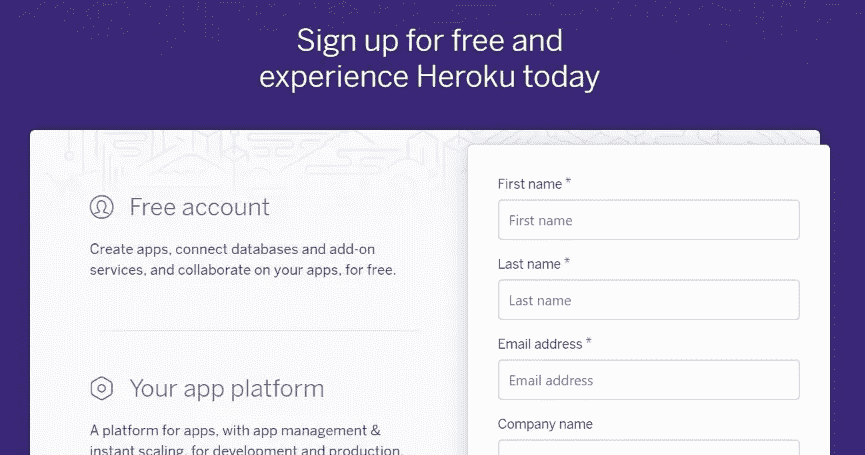 Sign up for free and
experience Heroku today
Free account
Create apps, connect databases and add-on
services, and collaborate on your apps, for free.
Your app platform
A platform for apps, with app management &
instant scaling, for development and production.
First name *
First name
Last name *
Last name
Email address *
Email address
Company name